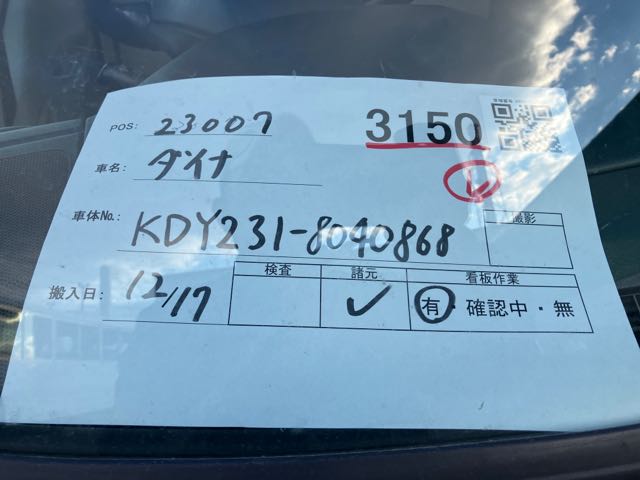 POS: 23007
3150
車名: ダイナ
レ
車体No.: KDY231-8040868
撮影
搬入日: 12/17
検査 諸元 看板作業
✓ 有・確認中・無